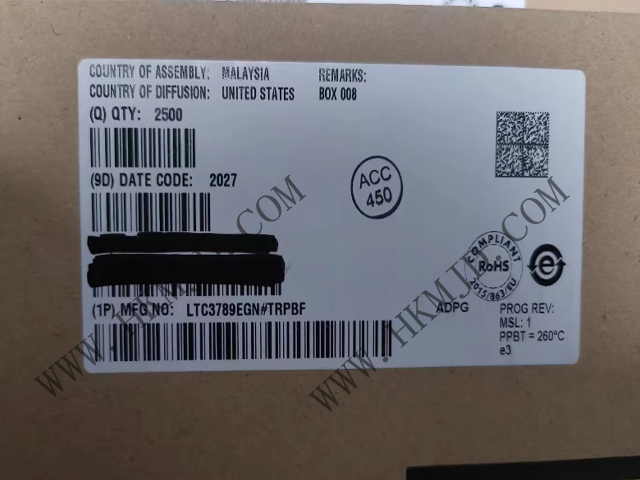 COUNTRY OF ASSEMBLY: MALAYSIA REMARKS:
COUNTRY OF DIFFUSION: UNITED STATES BOX 008
(Q) QTY: 2500
(9D) DATE CODE: 2027
ACC
450
COMPLIANT
RoHS
2015/863/EU
e
(1P) MFG NO: LTC3789EGN#TRPBF
ADPG
PROG REV:
MSL: 1
PPBT = 260°C
e3
WWW.HKMJD.COM
WWW.HKMJD.COM